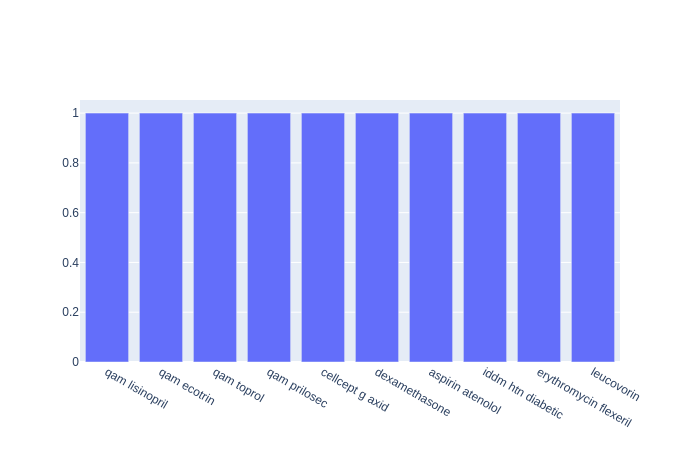 1
0.8
0.6
0.4
0.2
0
qam lisinopril
qam ecotrin
qam toprol
qam prilosec
cellcept g axid
dexamethasone
aspirin atenolol
iddm htn diabetic
erythromycin flexeril
leucovorin